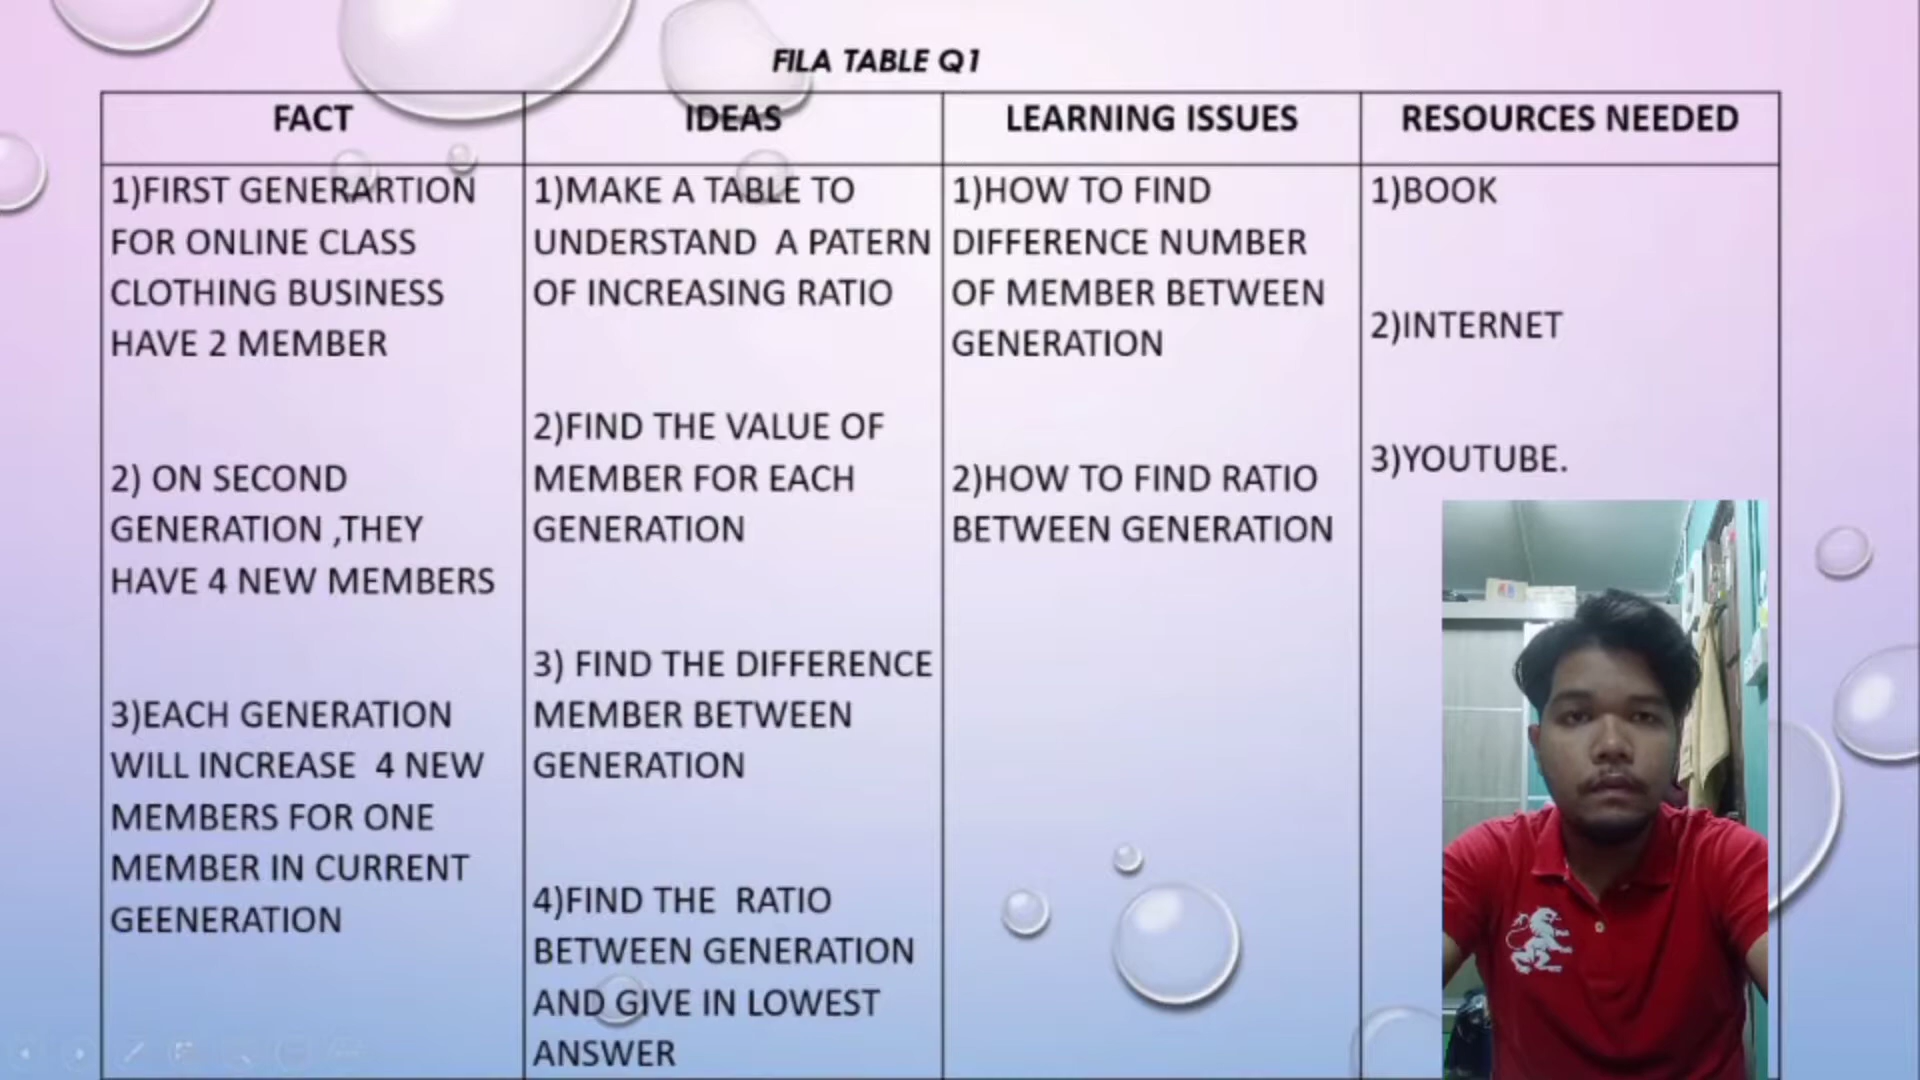 FILA TABLE Q1
FACT
1)FIRST GENERARTION
FOR ONLINE CLASS
CLOTHING BUSINESS
HAVE 2 MEMBER
2) ON SECOND
GENERATION ,THEY
HAVE 4 NEW MEMBERS
3)EACH GENERATION
WILL INCREASE  4 NEW
MEMBERS FOR ONE
MEMBER IN CURRENT
GEENERATION
IDEAS
1)MAKE A TABLE TO
UNDERSTAND  A PATERN
OF INCREASING RATIO
2)FIND THE VALUE OF
MEMBER FOR EACH
GENERATION
3) FIND THE DIFFERENCE
MEMBER BETWEEN
GENERATION
4)FIND THE  RATIO
BETWEEN GENERATION
AND GIVE IN LOWEST
ANSWER
LEARNING ISSUES
1)HOW TO FIND
DIFFERENCE NUMBER
OF MEMBER BETWEEN
GENERATION
2)HOW TO FIND RATIO
BETWEEN GENERATION
RESOURCES NEEDED
1)BOOK
2)INTERNET
3)YOUTUBE.